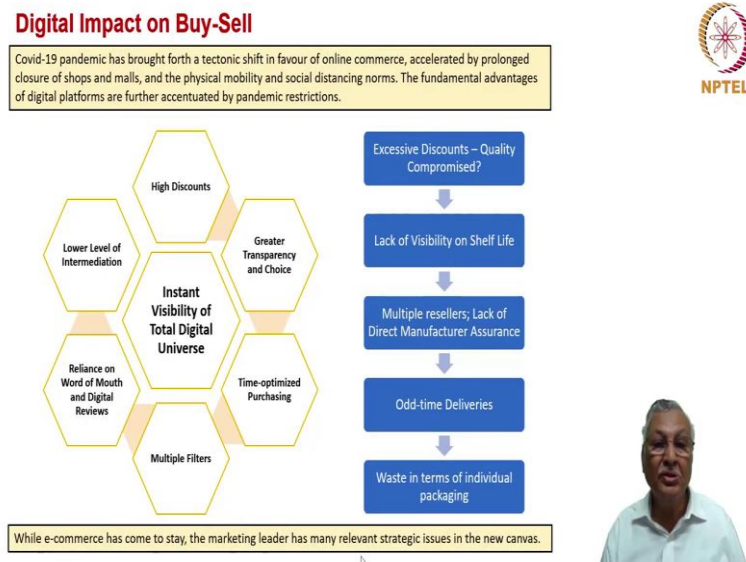 Digital Impact on Buy-Sell
Covid-19 pandemic has brought forth a tectonic shift in favour of online commerce, accelerated by prolonged
closure of shops and malls, and the physical mobility and social distancing norms. The fundamental advantages
of digital platforms are further accentuated by pandemic restrictions.
NPTEL
High Discounts
Greater
Transparency
and Choice
Time-optimized
Purchasing
Multiple Filters
Reliance on
Word of Mouth
and Digital
Reviews
Lower Level of
Intermediation
Instant
Visibility of
Total Digital
Universe
Excessive Discounts – Quality
Compromised?
Lack of Visibility on Shelf Life
Multiple resellers; Lack of
Direct Manufacturer Assurance
Odd-time Deliveries
Waste in terms of individual
packaging
While e-commerce has come to stay, the marketing leader has many relevant strategic issues in the new canvas.